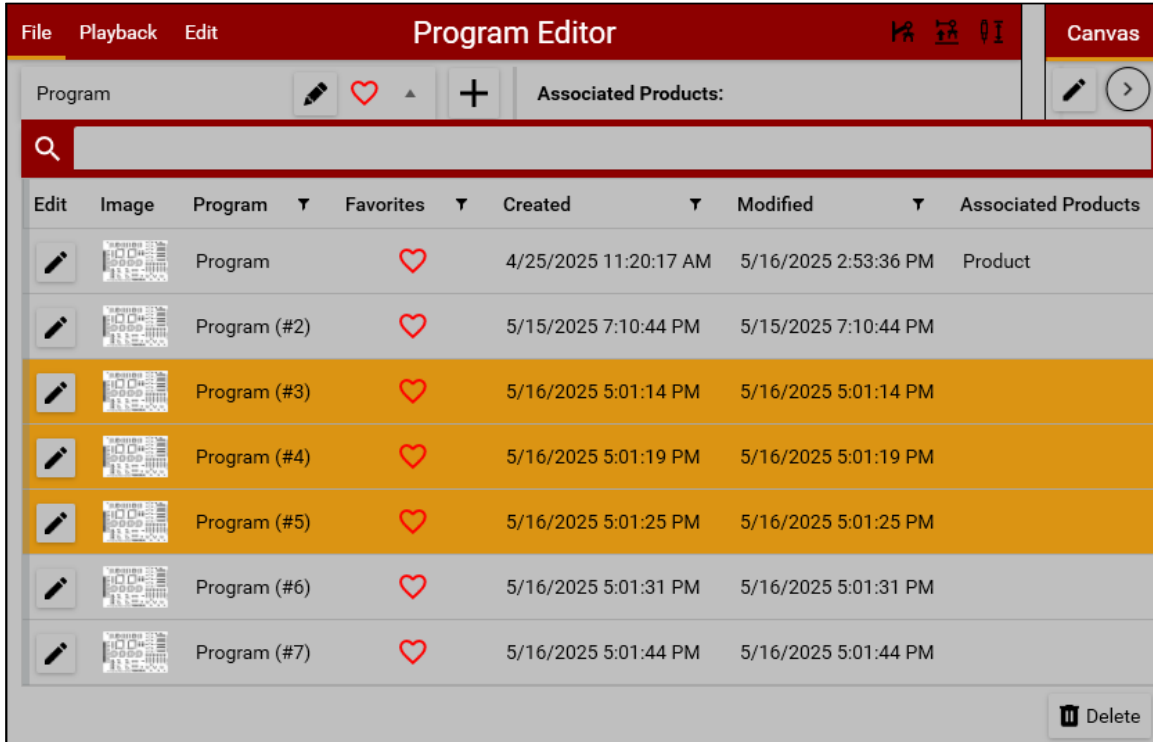 File Playback Edit Program Editor Canvas
Program Associated Products:
Edit Image Program Favorites Created Modified Associated Products
Program 4/25/2025 11:20:17 AM 5/16/2025 2:53:36 PM Product
Program (#2) 5/15/2025 7:10:44 PM 5/15/2025 7:10:44 PM
Program (#3) 5/16/2025 5:01:14 PM 5/16/2025 5:01:14 PM
Program (#4) 5/16/2025 5:01:19 PM 5/16/2025 5:01:19 PM
Program (#5) 5/16/2025 5:01:25 PM 5/16/2025 5:01:25 PM
Program (#6) 5/16/2025 5:01:31 PM 5/16/2025 5:01:31 PM
Program (#7) 5/16/2025 5:01:44 PM 5/16/2025 5:01:44 PM
Delete